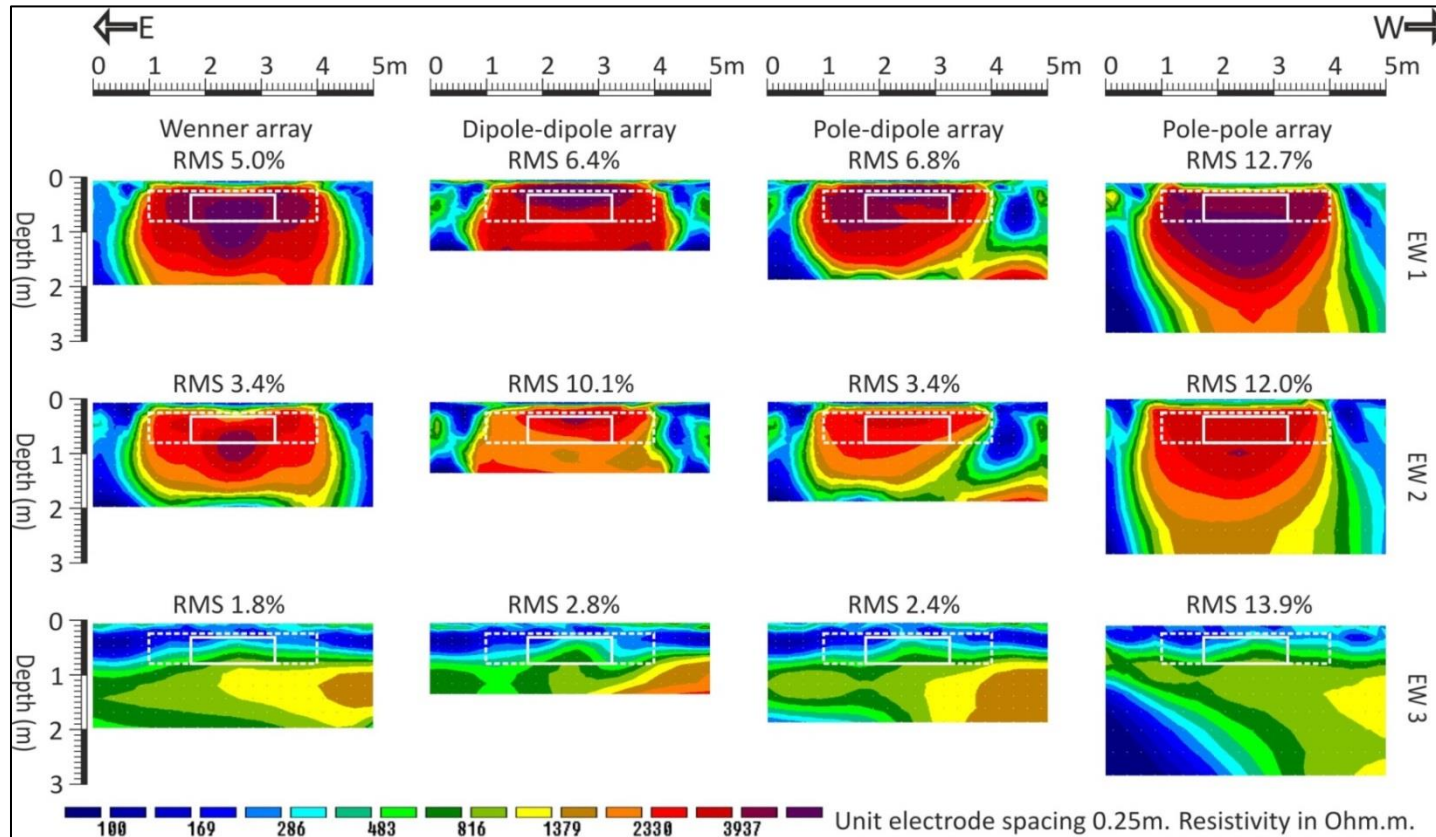 E W
0 1 2 3 4 5m 0 1 2 3 4 5m 0 1 2 3 4 5m 0 1 2 3 4 5m
Wenner array Dipole-dipole array Pole-dipole array Pole-pole array
RMS 5.0% RMS 6.4% RMS 6.8% RMS 12.7%
0
1
2
3
Depth (m)
EW 1
RMS 3.4% RMS 10.1% RMS 3.4% RMS 12.0%
0
1
2
3
Depth (m)
EW 2
RMS 1.8% RMS 2.8% RMS 2.4% RMS 13.9%
0
1
2
3
Depth (m)
EW 3
100 169 286 483 816 1379 2330 3937
Unit electrode spacing 0.25m. Resistivity in Ohm.m.